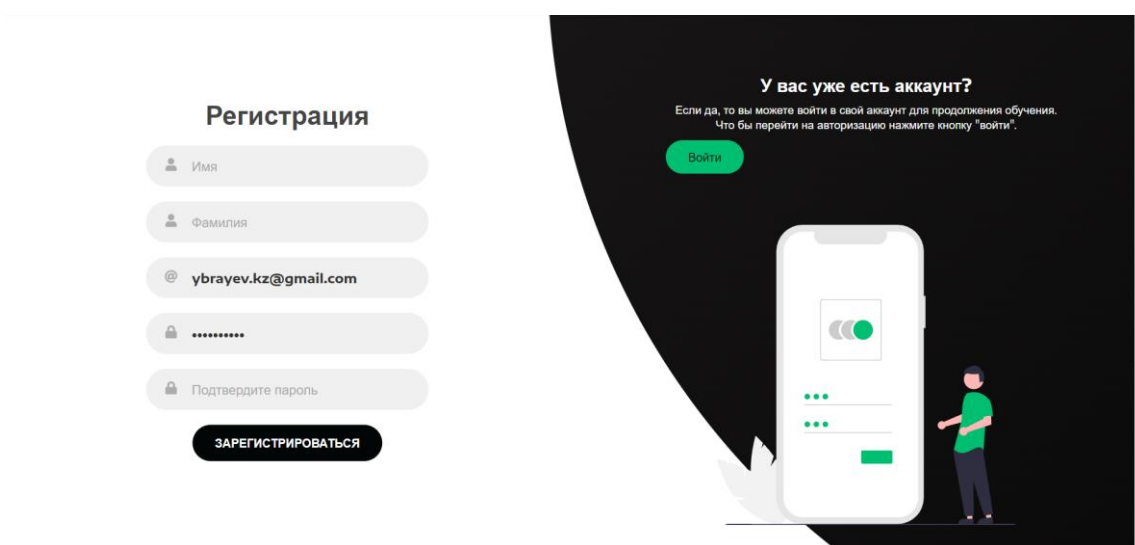 Регистрация
Имя
Фамилия
@ ybrayev.kz@gmail.com
••••••••••
Подтвердите пароль
ЗАРЕГИСТРИРОВАТЬСЯ
У вас уже есть аккаунт?
Если да, то вы можете войти в свой аккаунт для продолжения обучения.
Что бы перейти на авторизацию нажмите кнопку "войти".
Войти